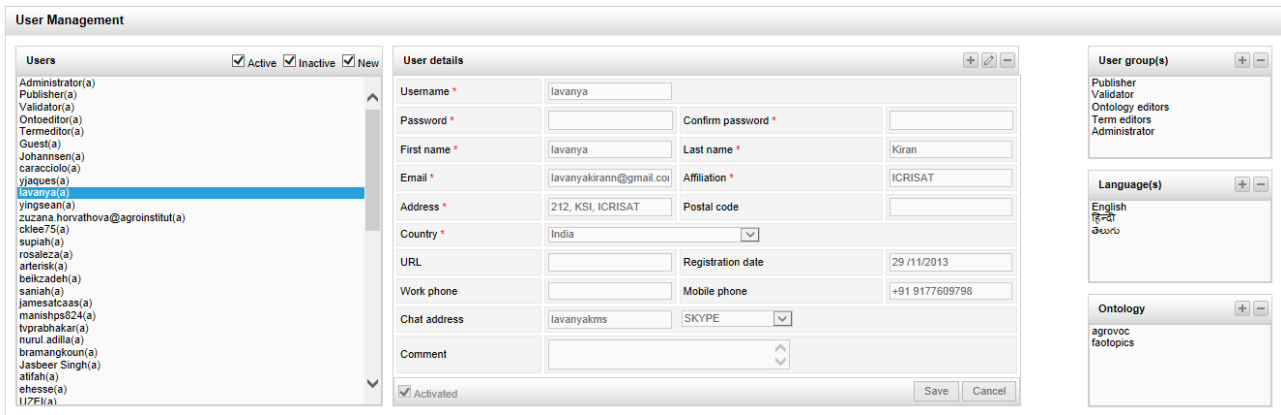 User Management
Users
Active Inactive New
Administrator(a)
Publisher(a)
Validator(a)
Ontoeditor(a)
Termeditor(a)
Guest(a)
Johannsen(a)
caracciolo(a)
yjaques(a)
lavanya(a)
yingsean(a)
zuzana.horvathova@agroinstitut(a)
cklee75(a)
supiah(a)
rosaleza(a)
arterisk(a)
beikzadeh(a)
saniah(a)
jamesatcaas(a)
manishps824(a)
tvprabhakar(a)
nurul.adilla(a)
bramangkoun(a)
Jasbeer Singh(a)
atifah(a)
ehesse(a)
UZEI(a)
User details
Username * lavanya
Password * Confirm password *
First name * lavanya Last name * Kiran
Email * lavanyakirann@gmail.co Affiliation * ICRISAT
Address * 212, KSI, ICRISAT Postal code
Country * India
URL Registration date 29 /11/2013
Work phone Mobile phone +91 9177609798
Chat address lavanyakms SKYPE
Comment
Activated Save Cancel
User group(s)
Publisher
Validator
Ontology editors
Term editors
Administrator
Language(s)
English
हिन्दी
తెలుగు
Ontology
agrovoc
faotopics